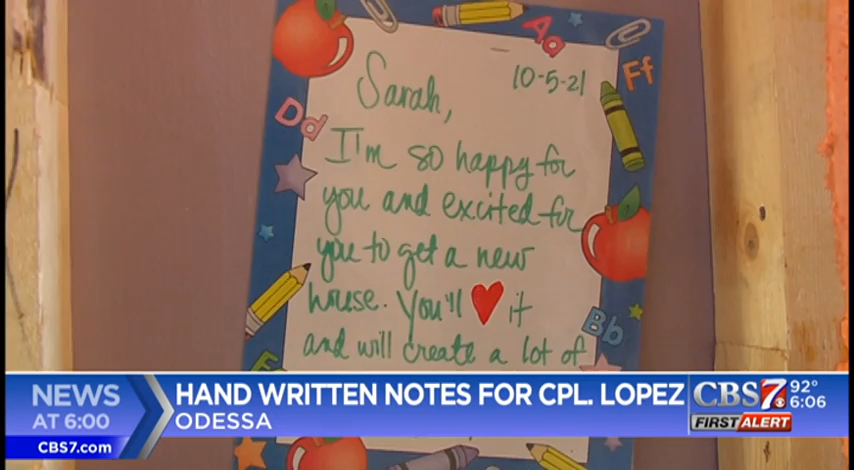 Sarah,
10-5-21
I'm so happy for
you and excited for
you to get a new
house. You'll ❤ it
and will create a lot of
Aa
Ff
Dd
Bb
E
NEWS
AT 6:00
CBS7.com
HAND WRITTEN NOTES FOR CPL. LOPEZ
ODESSA
CBS7
FIRST ALERT
92°
6:06